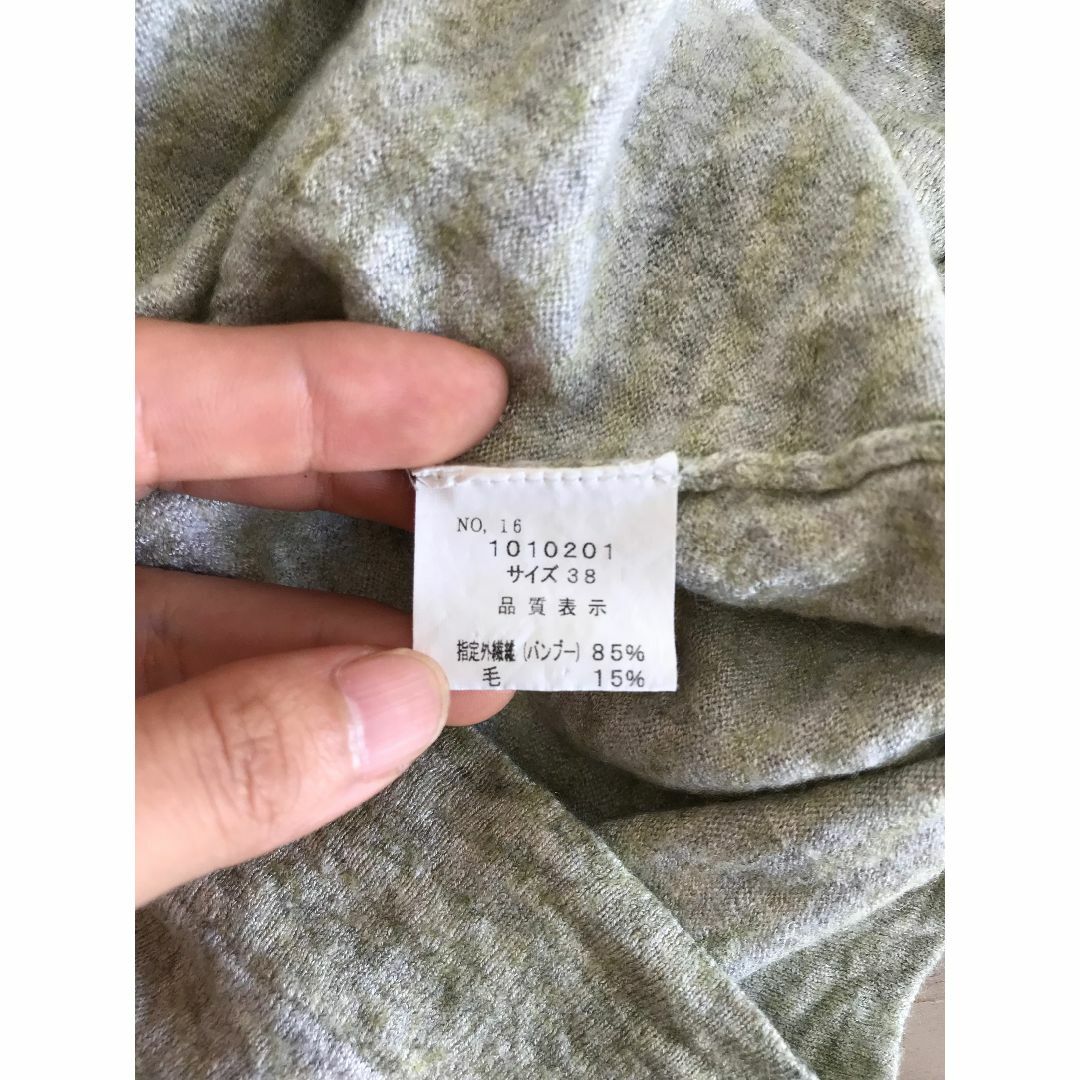 NO, 16
1010201
サイズ 38
品質表示
指定外繊維 (バンブー) 85%
毛 15%